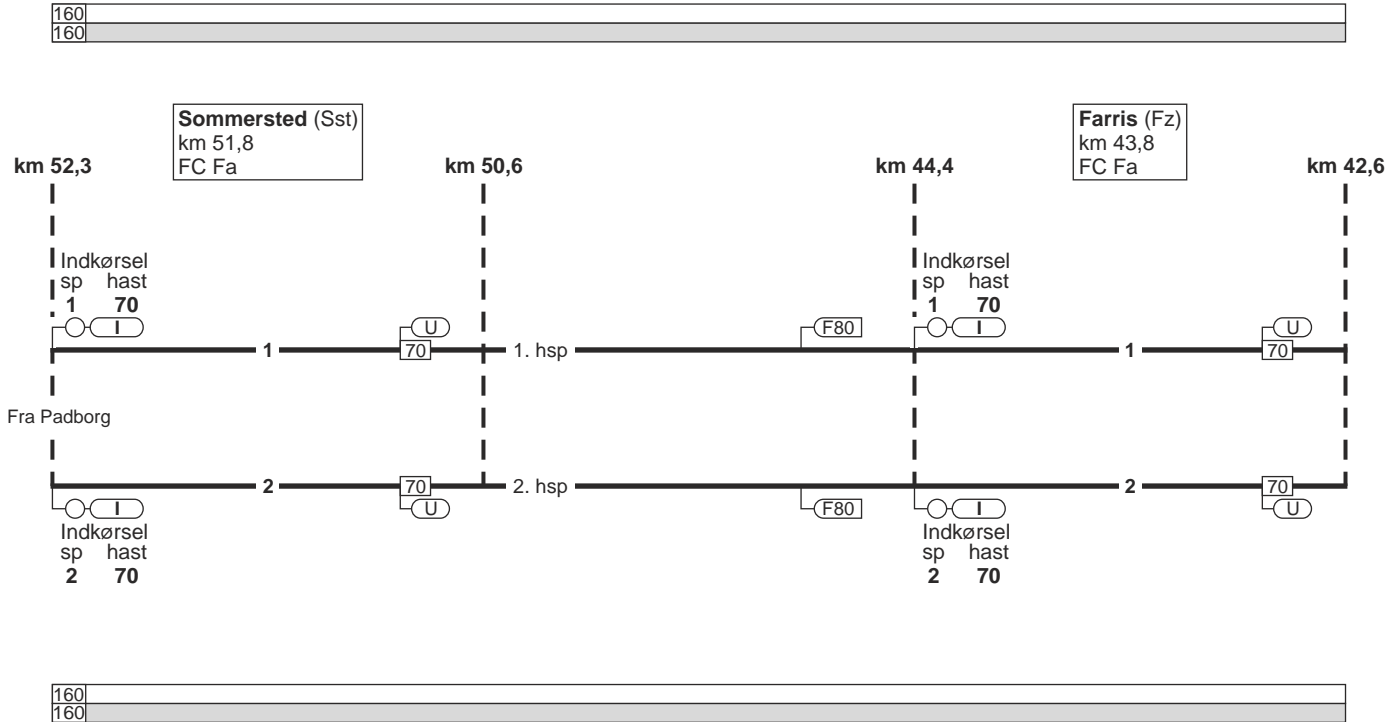 160
160
Sommersted (Sst)
km 51,8
FC Fa
Farris (Fz)
km 43,8
FC Fa
km 52,3
km 50,6
km 44,4
km 42,6
Indkørsel
sp hast
1 70
I
U
70
1
1. hsp
F80
Indkørsel
sp hast
1 70
I
U
70
1
Fra Padborg
2
70
2. hsp
2
70
I
U
F80
I
U
Indkørsel
sp hast
2 70
Indkørsel
sp hast
2 70
160
160